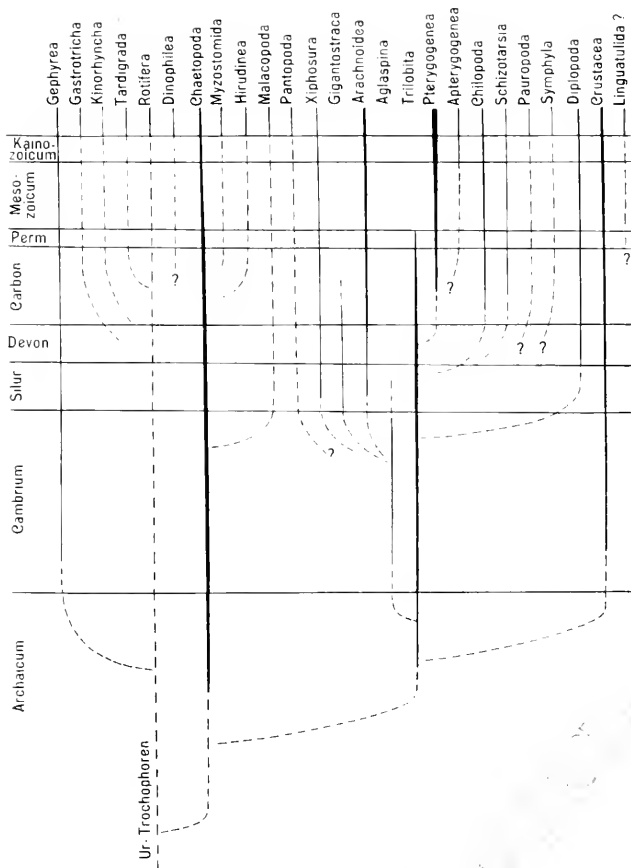 Gephyrea
Gastrotricha
Kinorhyncha
Tardigrada
Rotifera
Dinophilea
Chaetopoda
Myzostomida
Hirudinea
Malacopoda
Pantopoda
Xiphosura
Gigantostraca
Arachnoidea
Aglaspina
Trilobita
Pterygogenea
Apterygogenea
Chilopoda
Schizotarsia
Pauropoda
Symphyla
Diplopoda
Crustacea
Linguatulida ?
Kaino-
zoicum
Meso-
zoicum
Perm
Carbon
?
?
?
Devon
?
?
Silur
Cambrium
?
Archaicum
Ur-Trochophoren